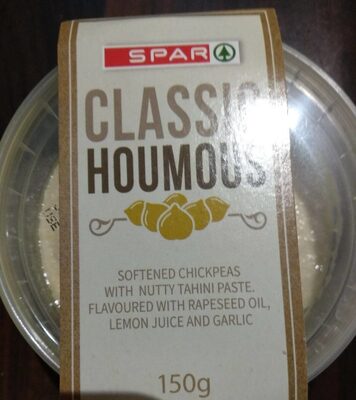 SPAR
CLASSIC
HOUMOUS
SOFTENED CHICKPEAS
WITH NUTTY TAHINI PASTE.
FLAVOURED WITH RAPESEED OIL,
LEMON JUICE AND GARLIC
150g